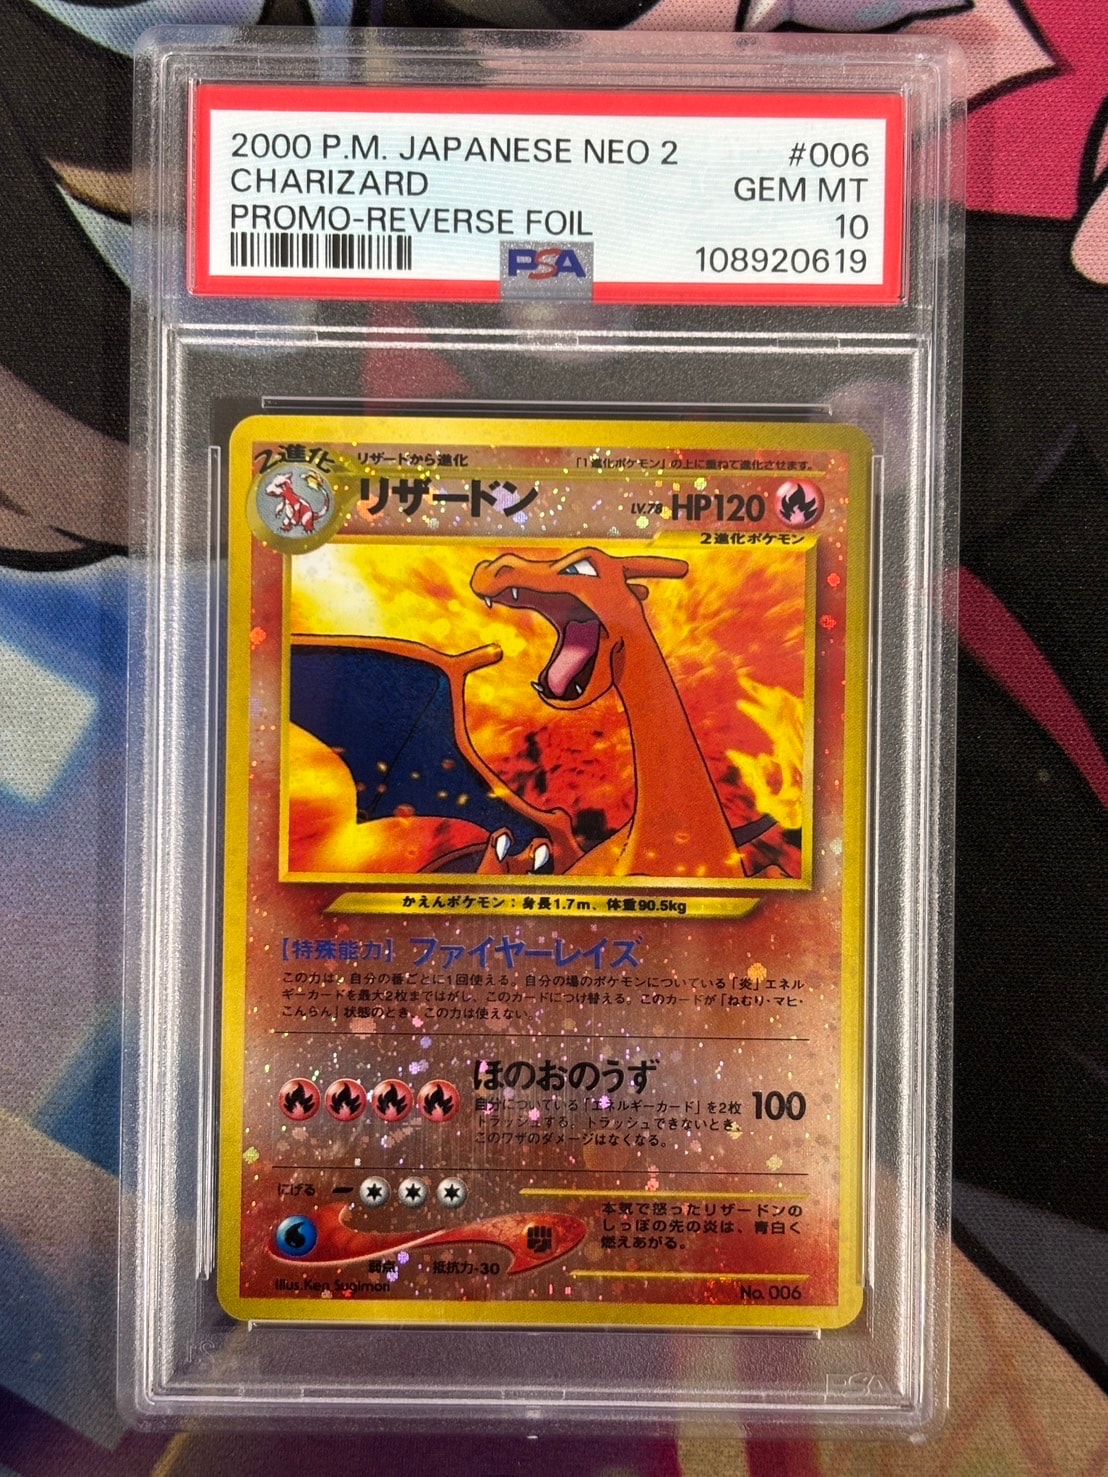 2000 P.M. JAPANESE NEO 2 #006
CHARIZARD GEM MT
PROMO-REVERSE FOIL 10
PSA 108920619
2進化 リザードから進化 「1進化ポケモン」の上に重ねて進化させます。
リザードン LV.78 HP120
2進化ポケモン
かえんポケモン：身長1.7m、体重90.5kg
【特殊能力】ファイヤーレイズ
この力は、自分の番ごとに1回使える。自分の場のポケモンについている「炎」エネル
ギーカードを最大2枚まではがし、このカードにつけ替える。このカードが「ねむり・マヒ・
こんらん」状態のとき、この力は使えない。
ほのおのうず
自分についている「エネルギーカード」を2枚 100
トラッシュする。トラッシュできないとき、
このワザのダメージはなくなる。
にげる
本気で怒ったリザードンの
しっぽの先の炎は、青白く
燃えあがる。
弱点 抵抗力-30
Illus. Ken Sugimori No. 006
PSA